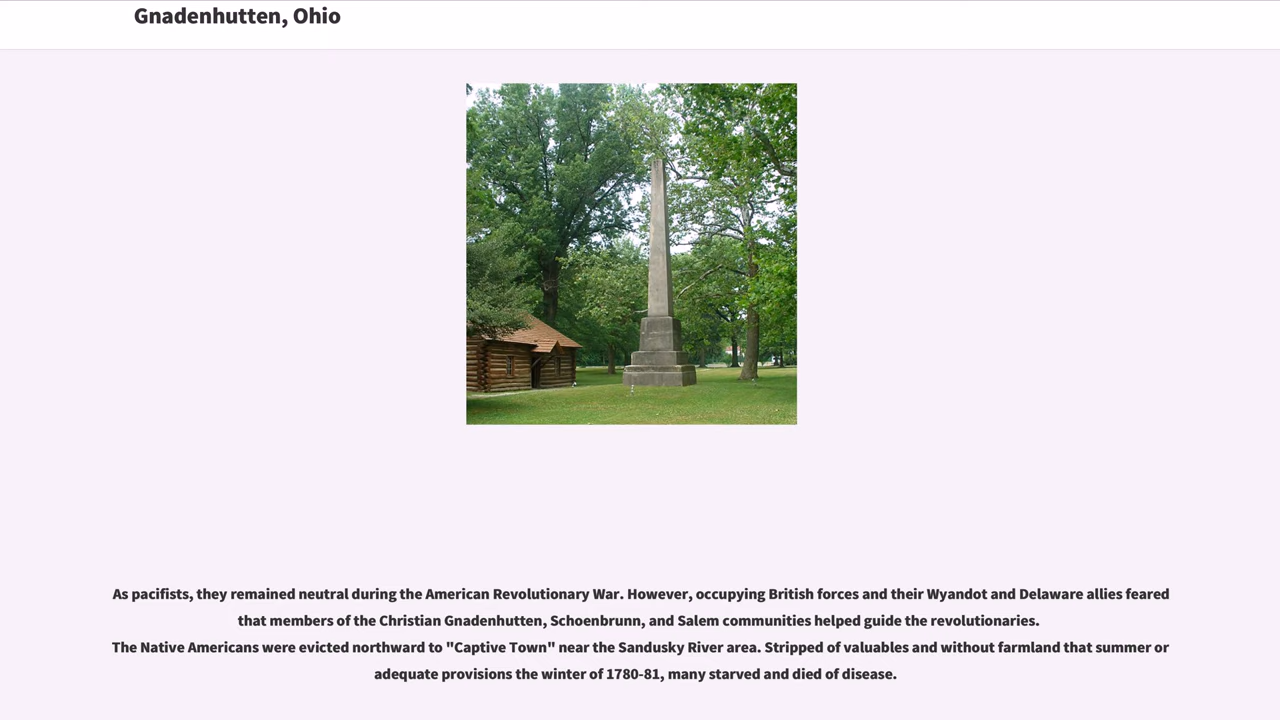 Gnadenhutten, Ohio
As pacifists, they remained neutral during the American Revolutionary War. However, occupying British forces and their Wyandot and Delaware allies feared
that members of the Christian Gnadenhutten, Schoenbrunn, and Salem communities helped guide the revolutionaries.
The Native Americans were evicted northward to "Captive Town" near the Sandusky River area. Stripped of valuables and without farmland that summer or
adequate provisions the winter of 1780-81, many starved and died of disease.